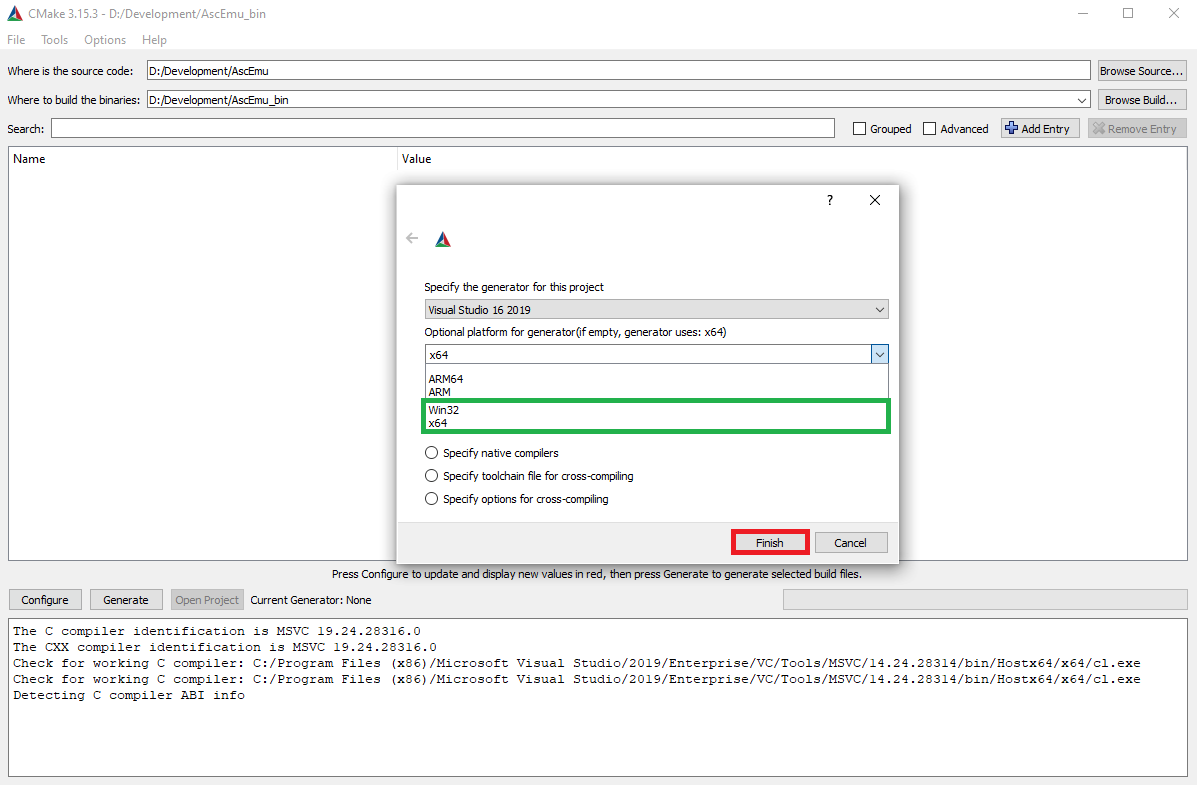 CMake 3.15.3 - D:/Development/AscEmu_bin
File Tools Options Help
Where is the source code: D:/Development/AscEmu Browse Source...
Where to build the binaries: D:/Development/AscEmu_bin Browse Build...
Search: Grouped Advanced Add Entry Remove Entry
Name Value
?
Specify the generator for this project
Visual Studio 16 2019
Optional platform for generator(if empty, generator uses: x64)
x64
ARM64
ARM
Win32
x64
Specify native compilers
Specify toolchain file for cross-compiling
Specify options for cross-compiling
Finish Cancel
Press Configure to update and display new values in red, then press Generate to generate selected build files.
Configure Generate Open Project Current Generator: None
The C compiler identification is MSVC 19.24.28316.0
The CXX compiler identification is MSVC 19.24.28316.0
Check for working C compiler: C:/Program Files (x86)/Microsoft Visual Studio/2019/Enterprise/VC/Tools/MSVC/14.24.28314/bin/Hostx64/x64/cl.exe
Check for working C compiler: C:/Program Files (x86)/Microsoft Visual Studio/2019/Enterprise/VC/Tools/MSVC/14.24.28314/bin/Hostx64/x64/cl.exe
Detecting C compiler ABI info